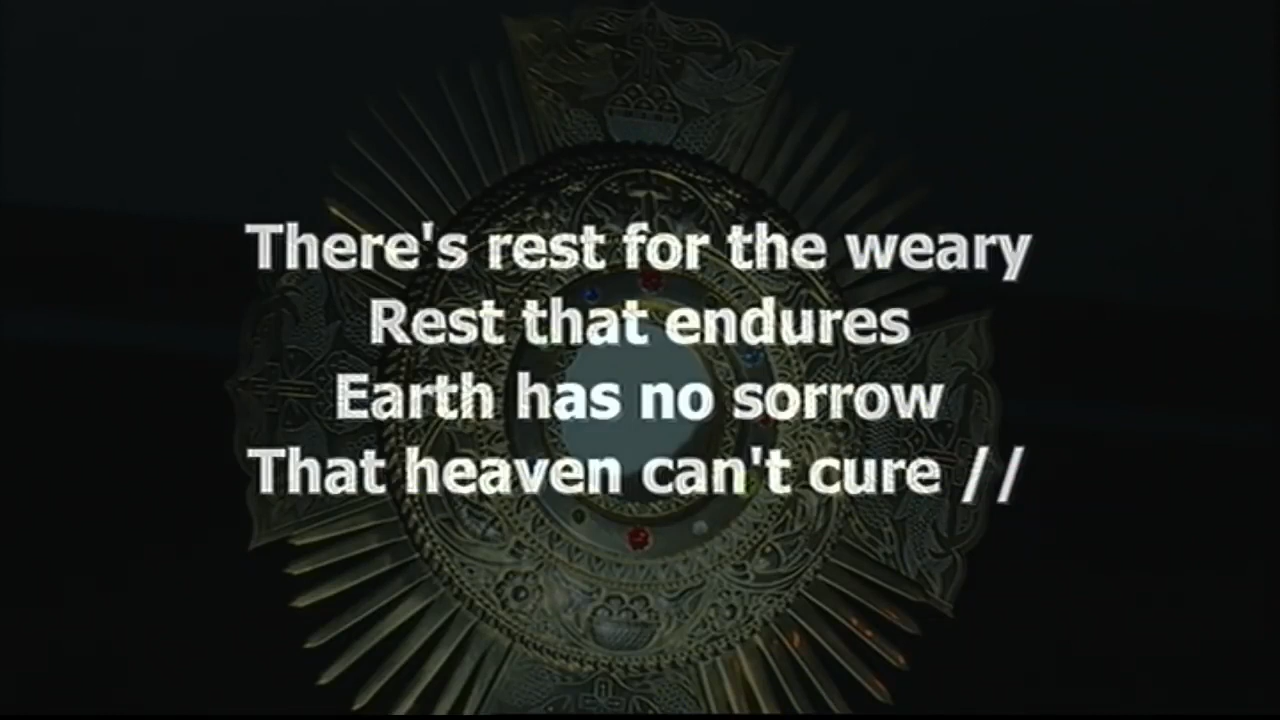 There's rest for the weary
Rest that endures
Earth has no sorrow
That heaven can't cure //